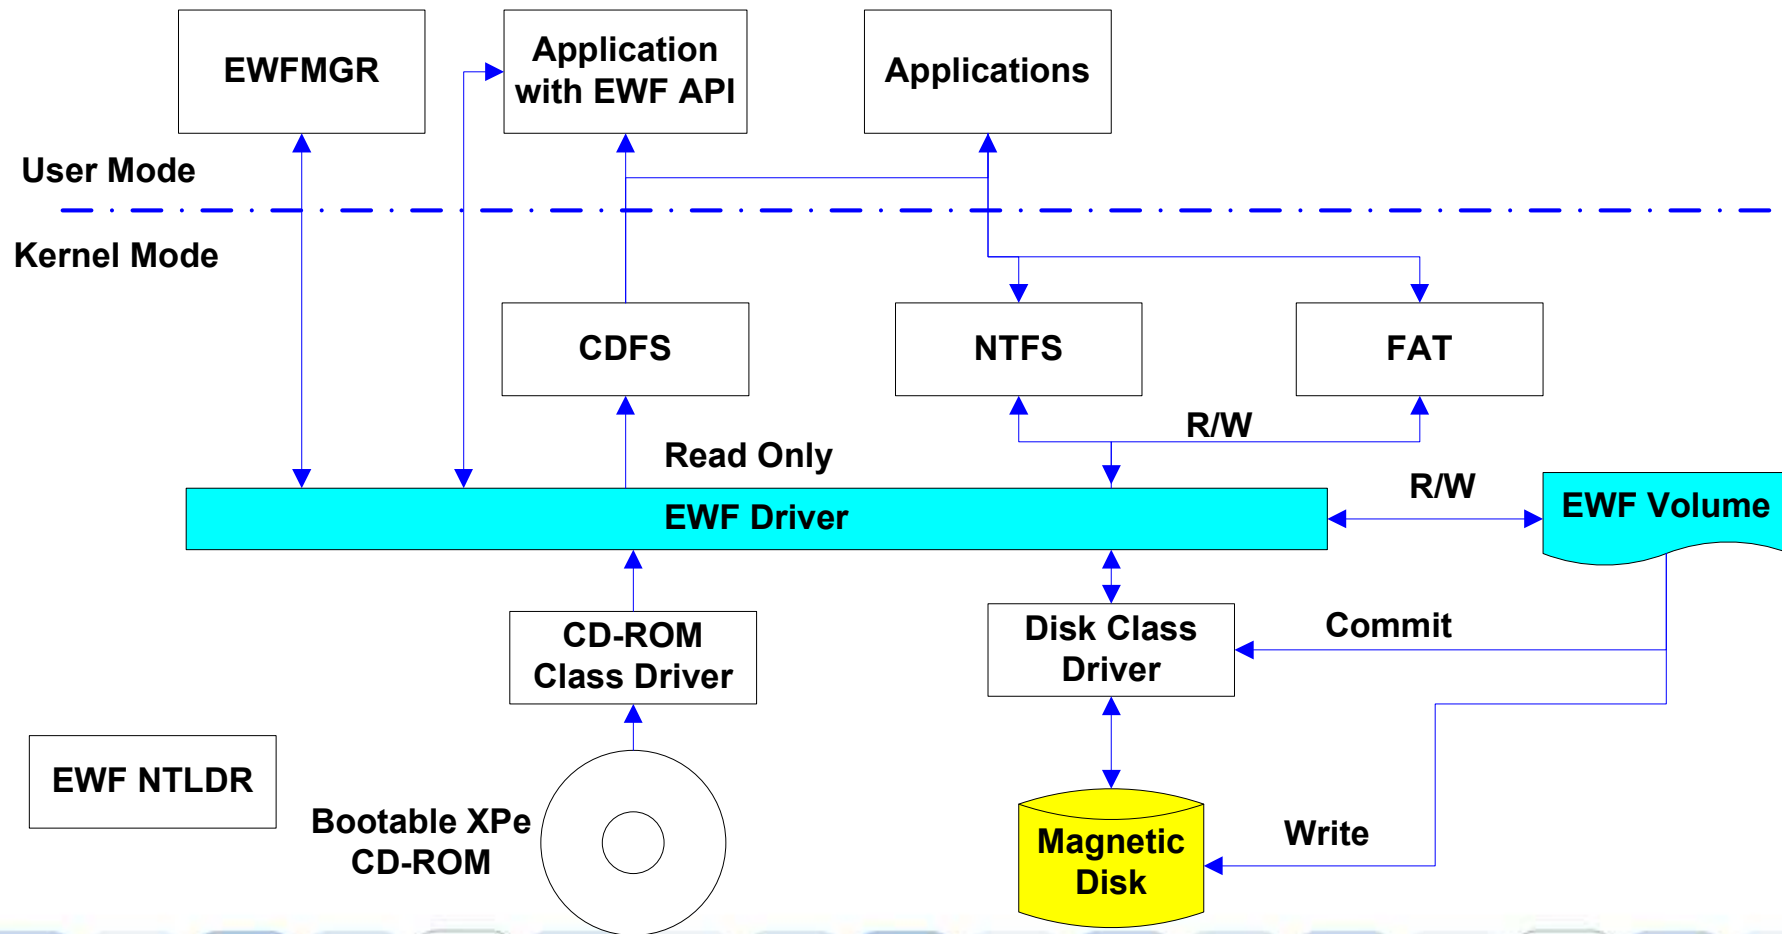 EWFMGR
Application
with EWF API
Applications
User Mode
Kernel Mode
CDFS
NTFS
FAT
R/W
Read Only
R/W
EWF Driver
EWF Volume
CD-ROM
Class Driver
Disk Class
Driver
Commit
EWF NTLDR
Bootable XPe
CD-ROM
Magnetic
Disk
Write